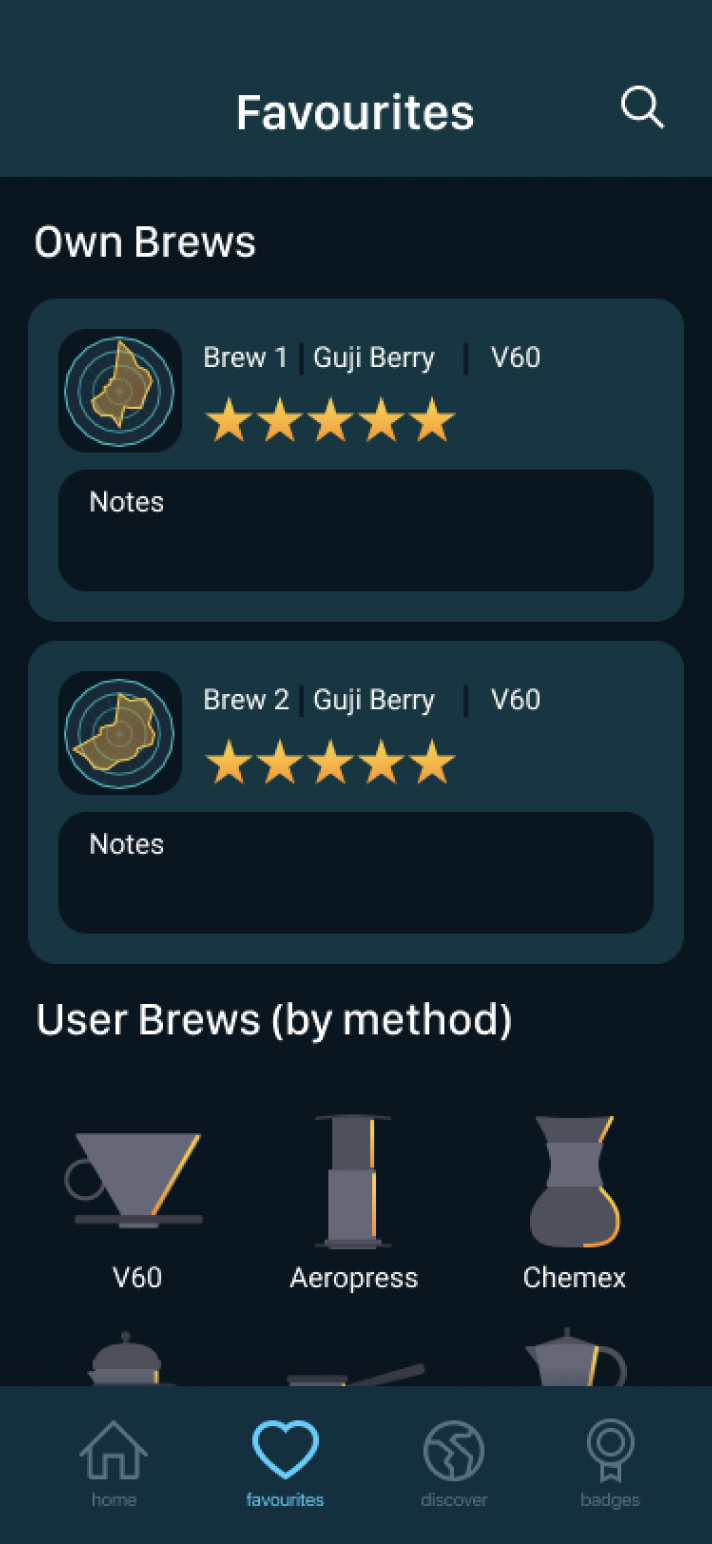 Favourites
Own Brews
Brew 1 | Guji Berry | V60
Notes
Brew 2 | Guji Berry | V60
Notes
User Brews (by method)
V60 Aeropress Chemex
home favourites discover badges